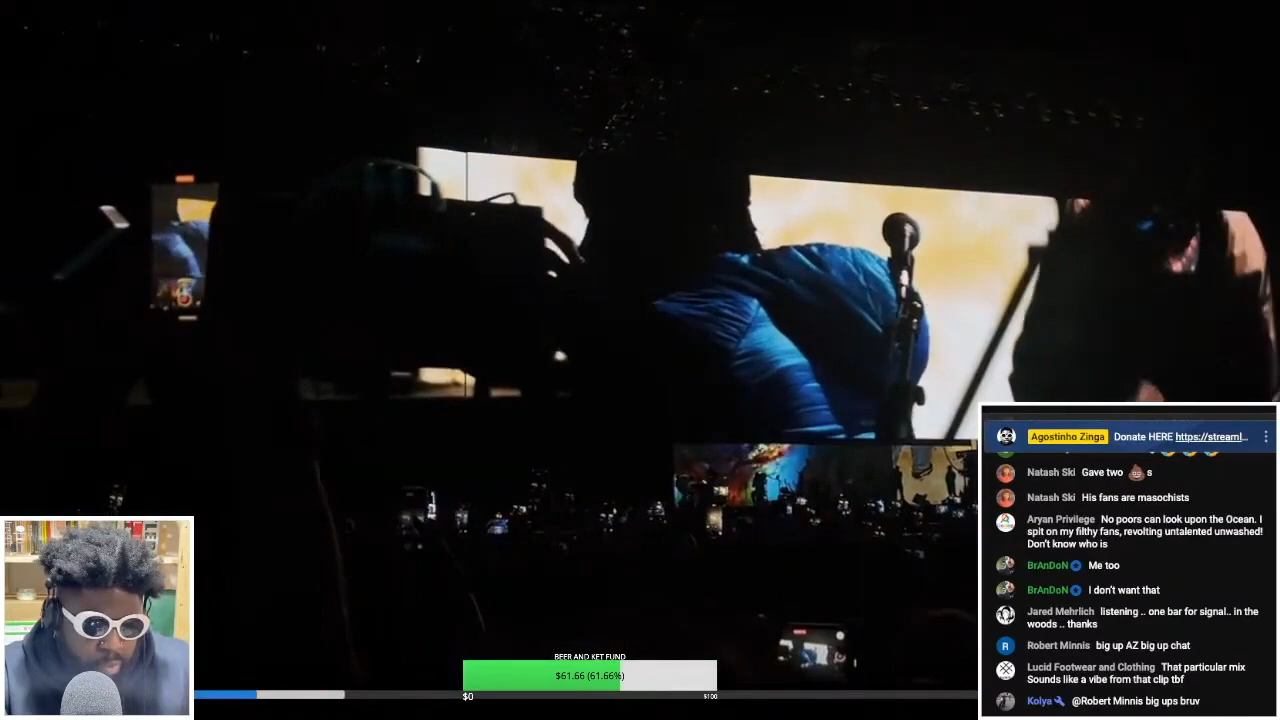 Agostinho Zinga Donate HERE https://streaml...
Natash Ski Gave two 💩 s
Natash Ski His fans are masochists
Aryan Privilege No poors can look upon the Ocean. I
spit on my filthy fans, revolting untalented unwashed!
Don't know who is
BrAnDoN Me too
BrAnDoN I don't want that
Jared Mehrlich listening .. one bar for signal.. in the
woods .. thanks
R Robert Minnis big up AZ big up chat
Lucid Footwear and Clothing That particular mix
Sounds like a vibe from that clip tbf
Kolya @Robert Minnis big ups bruv
BEER AND KET FUND
$61.66 (61.66%)
$0
$100